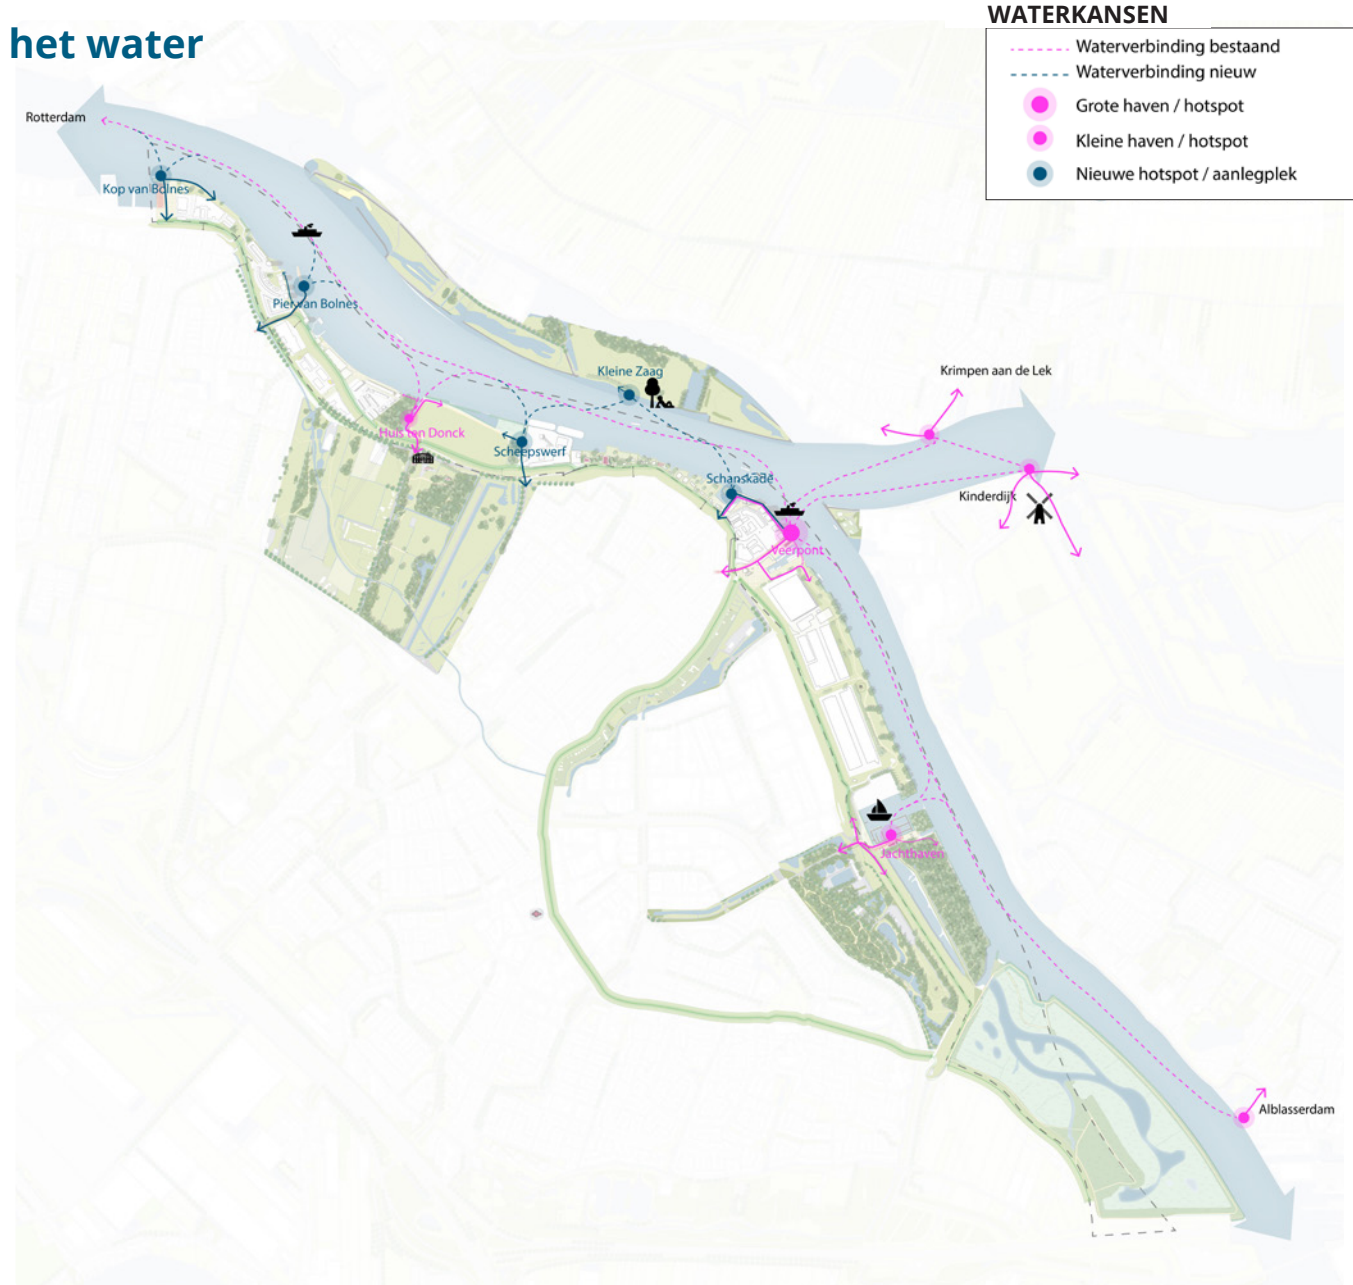 het water
WATERKANSEN
Waterverbinding bestaand
Waterverbinding nieuw
Grote haven / hotspot
Kleine haven / hotspot
Nieuwe hotspot / aanlegplek
Rotterdam
Kop van Bolnes
Pier van Bolnes
Kleine Zaag
Krimpen aan de Lek
Huis ten Donck
Scheepswerf
Schanskade
Kinderdijk
Veerpont
Jachthaven
Alblasserdam